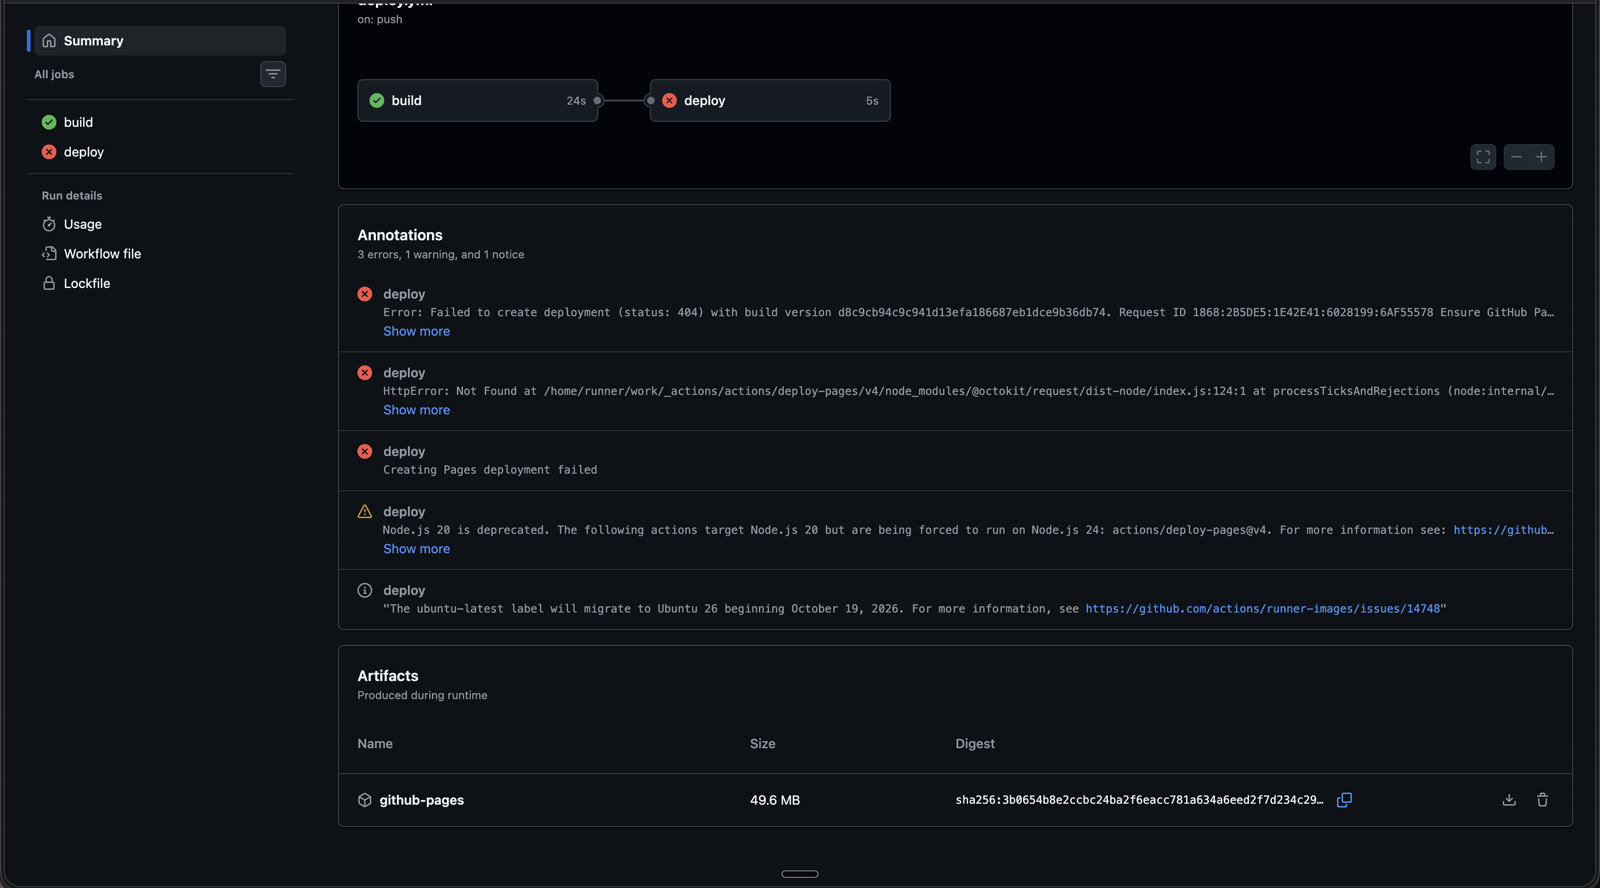 on: push
Summary
All jobs
build
deploy
Run details
Usage
Workflow file
Lockfile
build 24s
deploy 5s
Annotations
3 errors, 1 warning, and 1 notice
deploy
Error: Failed to create deployment (status: 404) with build version d8c9cb94c9c941d13efa186687eb1dce9b36db74. Request ID 1868:2B5DE5:1E42E41:6028199:6AF55578 Ensure GitHub Pa…
Show more
deploy
HttpError: Not Found at /home/runner/work/_actions/actions/deploy-pages/v4/node_modules/@octokit/request/dist-node/index.js:124:1 at processTicksAndRejections (node:internal/…
Show more
deploy
Creating Pages deployment failed
deploy
Node.js 20 is deprecated. The following actions target Node.js 20 but are being forced to run on Node.js 24: actions/deploy-pages@v4. For more information see: https://github…
Show more
deploy
"The ubuntu-latest label will migrate to Ubuntu 26 beginning October 19, 2026. For more information, see https://github.com/actions/runner-images/issues/14748"
Artifacts
Produced during runtime
Name Size Digest
github-pages 49.6 MB sha256:3b0654b8e2ccbc24ba2f6eacc781a634a6eed2f7d234c29…